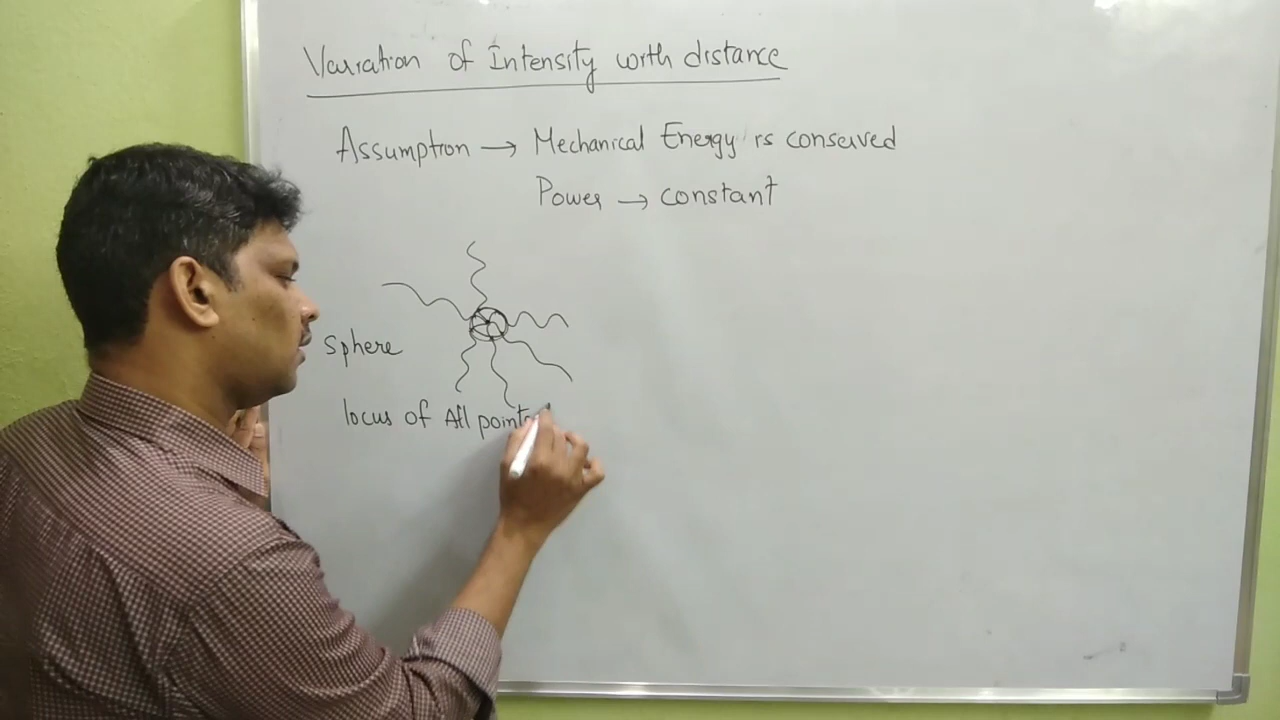 Variation of Intensity with distance
Assumption → Mechanical Energy is conserved
Power → constant
Sphere
locus of All points